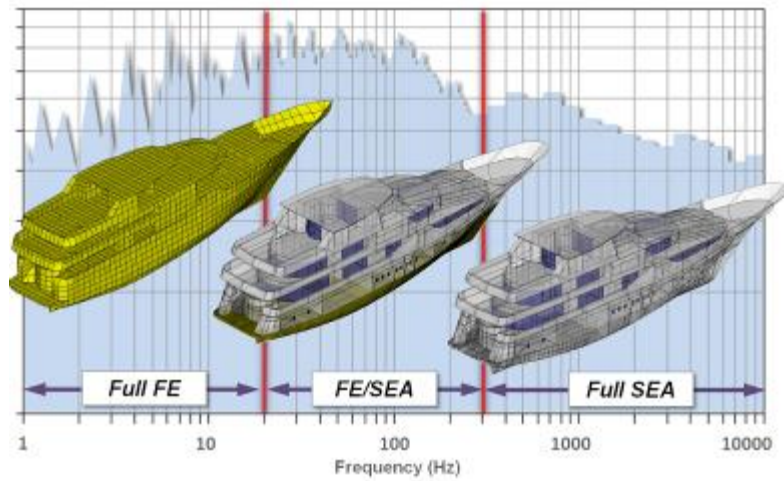 Full FE
FE/SEA
Full SEA
1
10
100
1000
10000
Frequency (Hz)